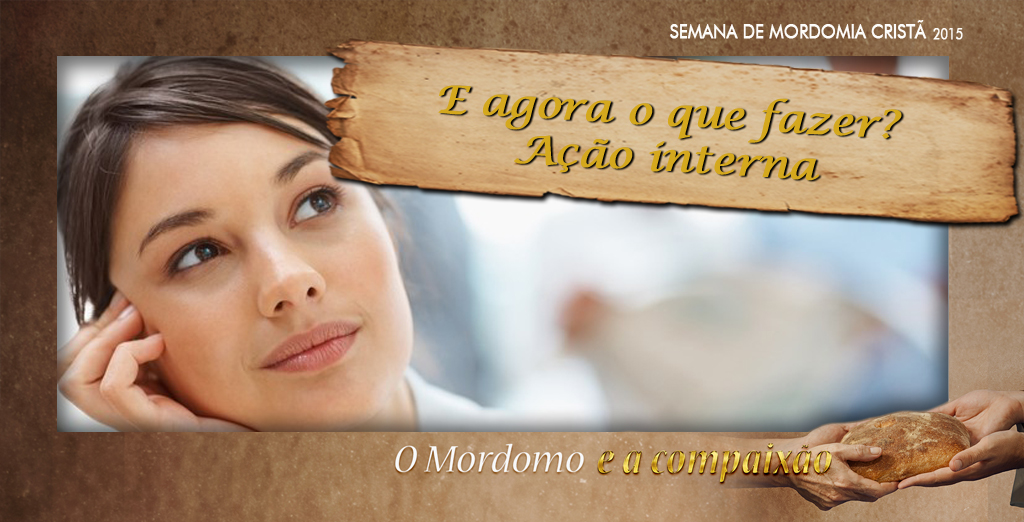 SEMANA DE MORDOMIA CRISTÃ 2015
E agora o que fazer?
Ação interna
O Mordomo e a compaixão